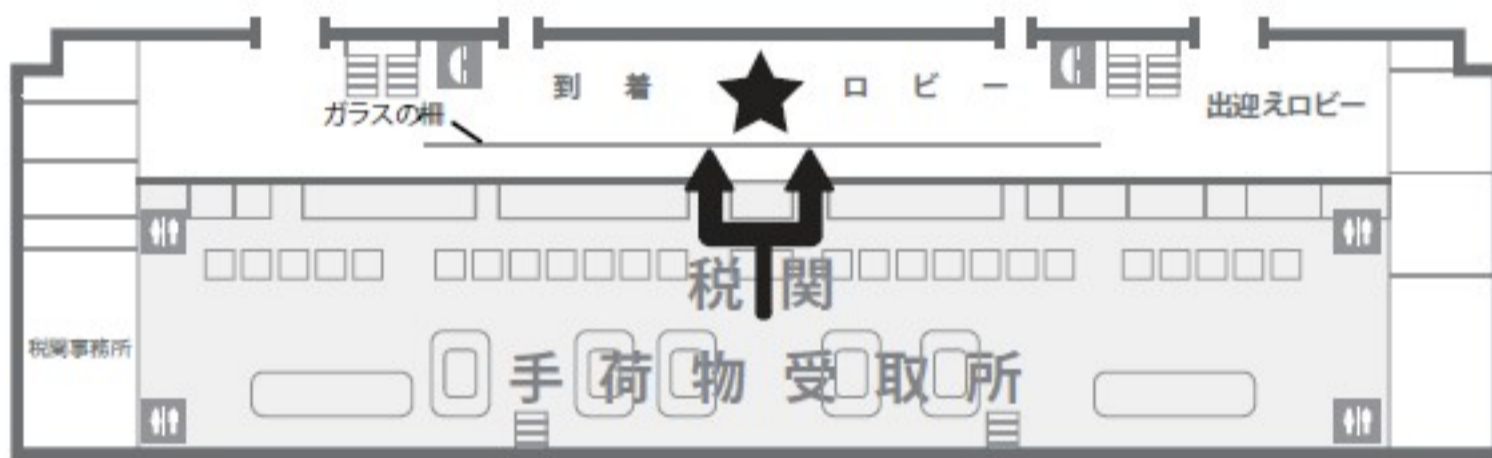 到着 ロビー
ガラスの柵
出迎えロビー
税関
税関事務所
手荷物受取所